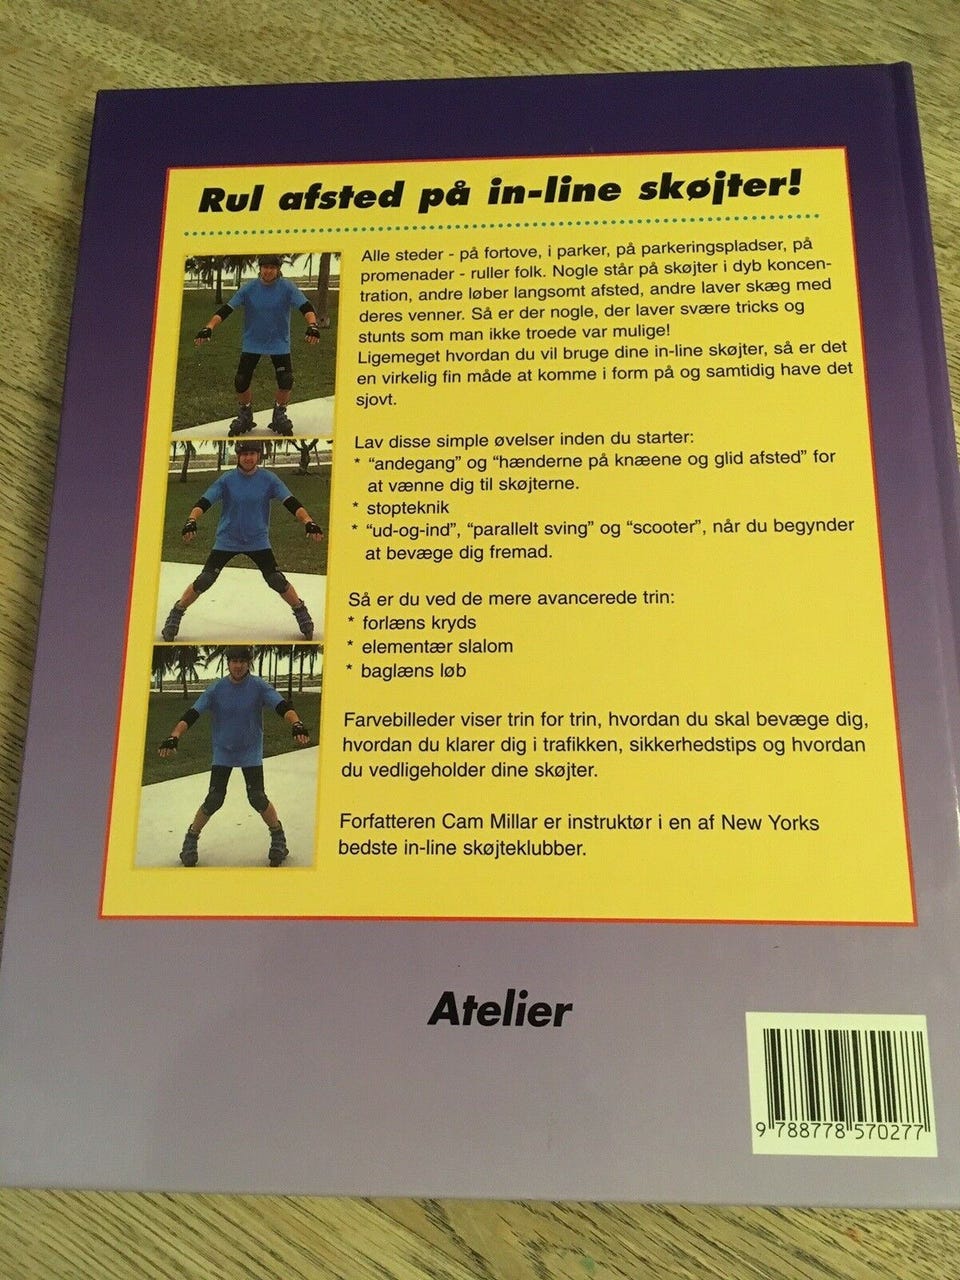 Rul afsted på in-line skøjter!
Alle steder - på fortove, i parker, på parkeringspladser, på
promenader - ruller folk. Nogle står på skøjter i dyb koncen-
tration, andre løber langsomt afsted, andre laver skæg med
deres venner. Så er der nogle, der laver svære tricks og
stunts som man ikke troede var mulige!
Ligemeget hvordan du vil bruge dine in-line skøjter, så er det
en virkelig fin måde at komme i form på og samtidig have det
sjovt.
Lav disse simple øvelser inden du starter:
* “andegang” og “hænderne på knæene og glid afsted” for
at vænne dig til skøjterne.
* stopteknik
* “ud-og-ind”, “parallelt sving” og “scooter”, når du begynder
at bevæge dig fremad.
Så er du ved de mere avancerede trin:
* forlæns kryds
* elementær slalom
* baglæns løb
Farvebilleder viser trin for trin, hvordan du skal bevæge dig,
hvordan du klarer dig i trafikken, sikkerhedstips og hvordan
du vedligeholder dine skøjter.
Forfatteren Cam Millar er instruktør i en af New Yorks
bedste in-line skøjteklubber.
Atelier
9 788778 570277